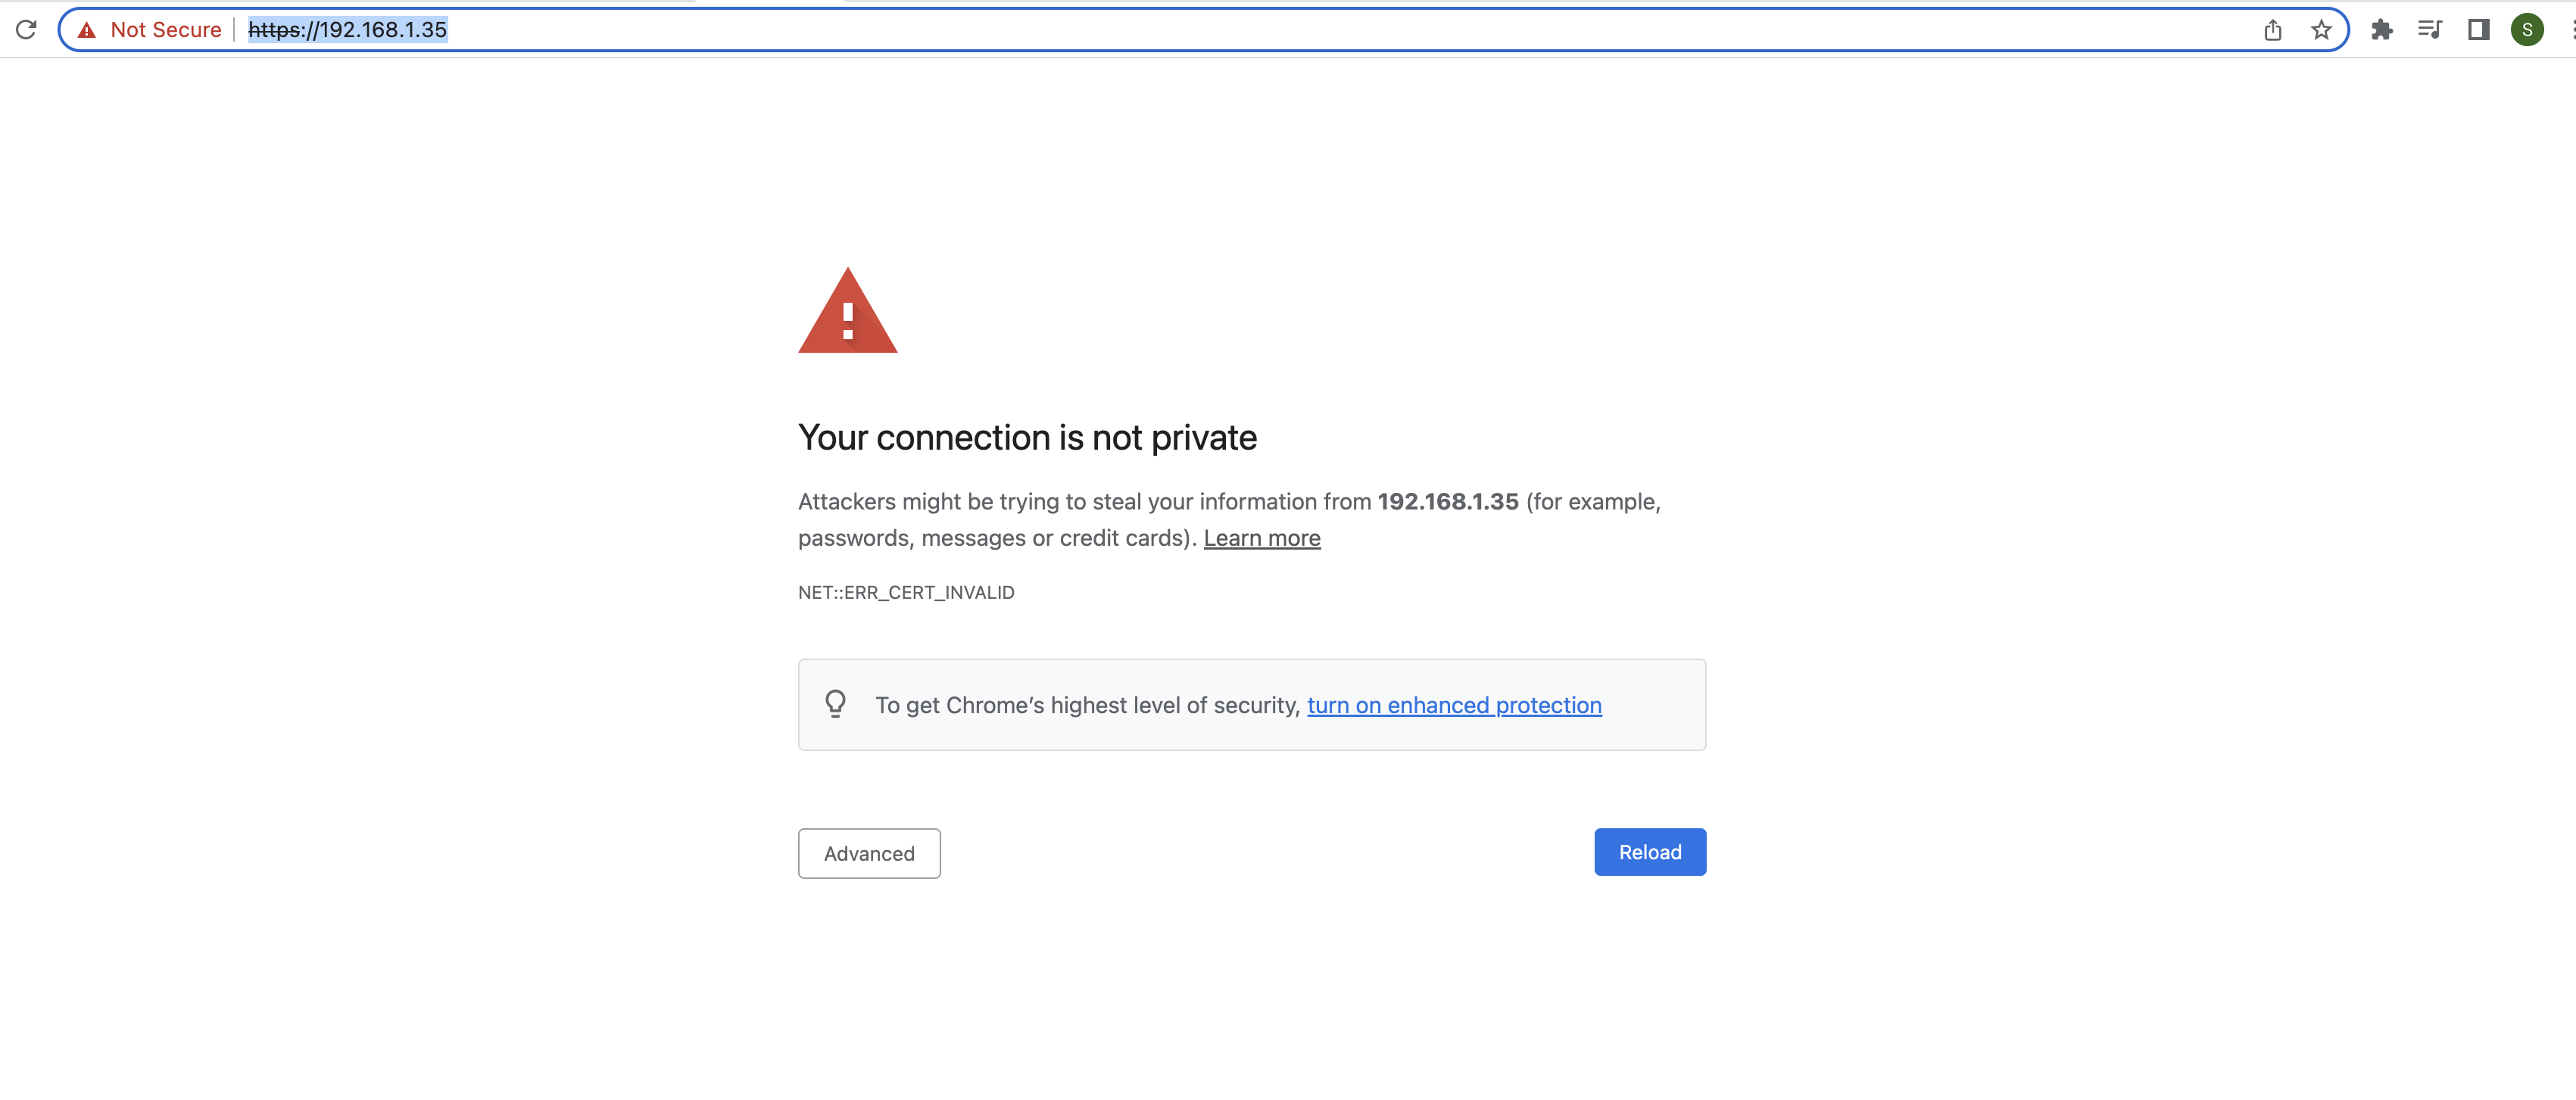 Not Secure | https://192.168.1.35
S
Your connection is not private
Attackers might be trying to steal your information from 192.168.1.35 (for example,
passwords, messages or credit cards). Learn more
NET::ERR_CERT_INVALID
To get Chrome’s highest level of security, turn on enhanced protection
Advanced
Reload